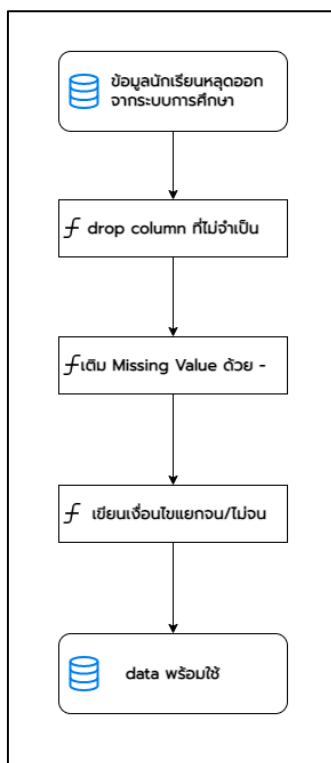 ข้อมูลนักเรียนหลุดออก
จากระบบการศึกษา
f drop column ที่ไม่จำเป็น
f เติม Missing Value ด้วย -
f เขียนเงื่อนไขแยกจน/ไม่จน
data พร้อมใช้